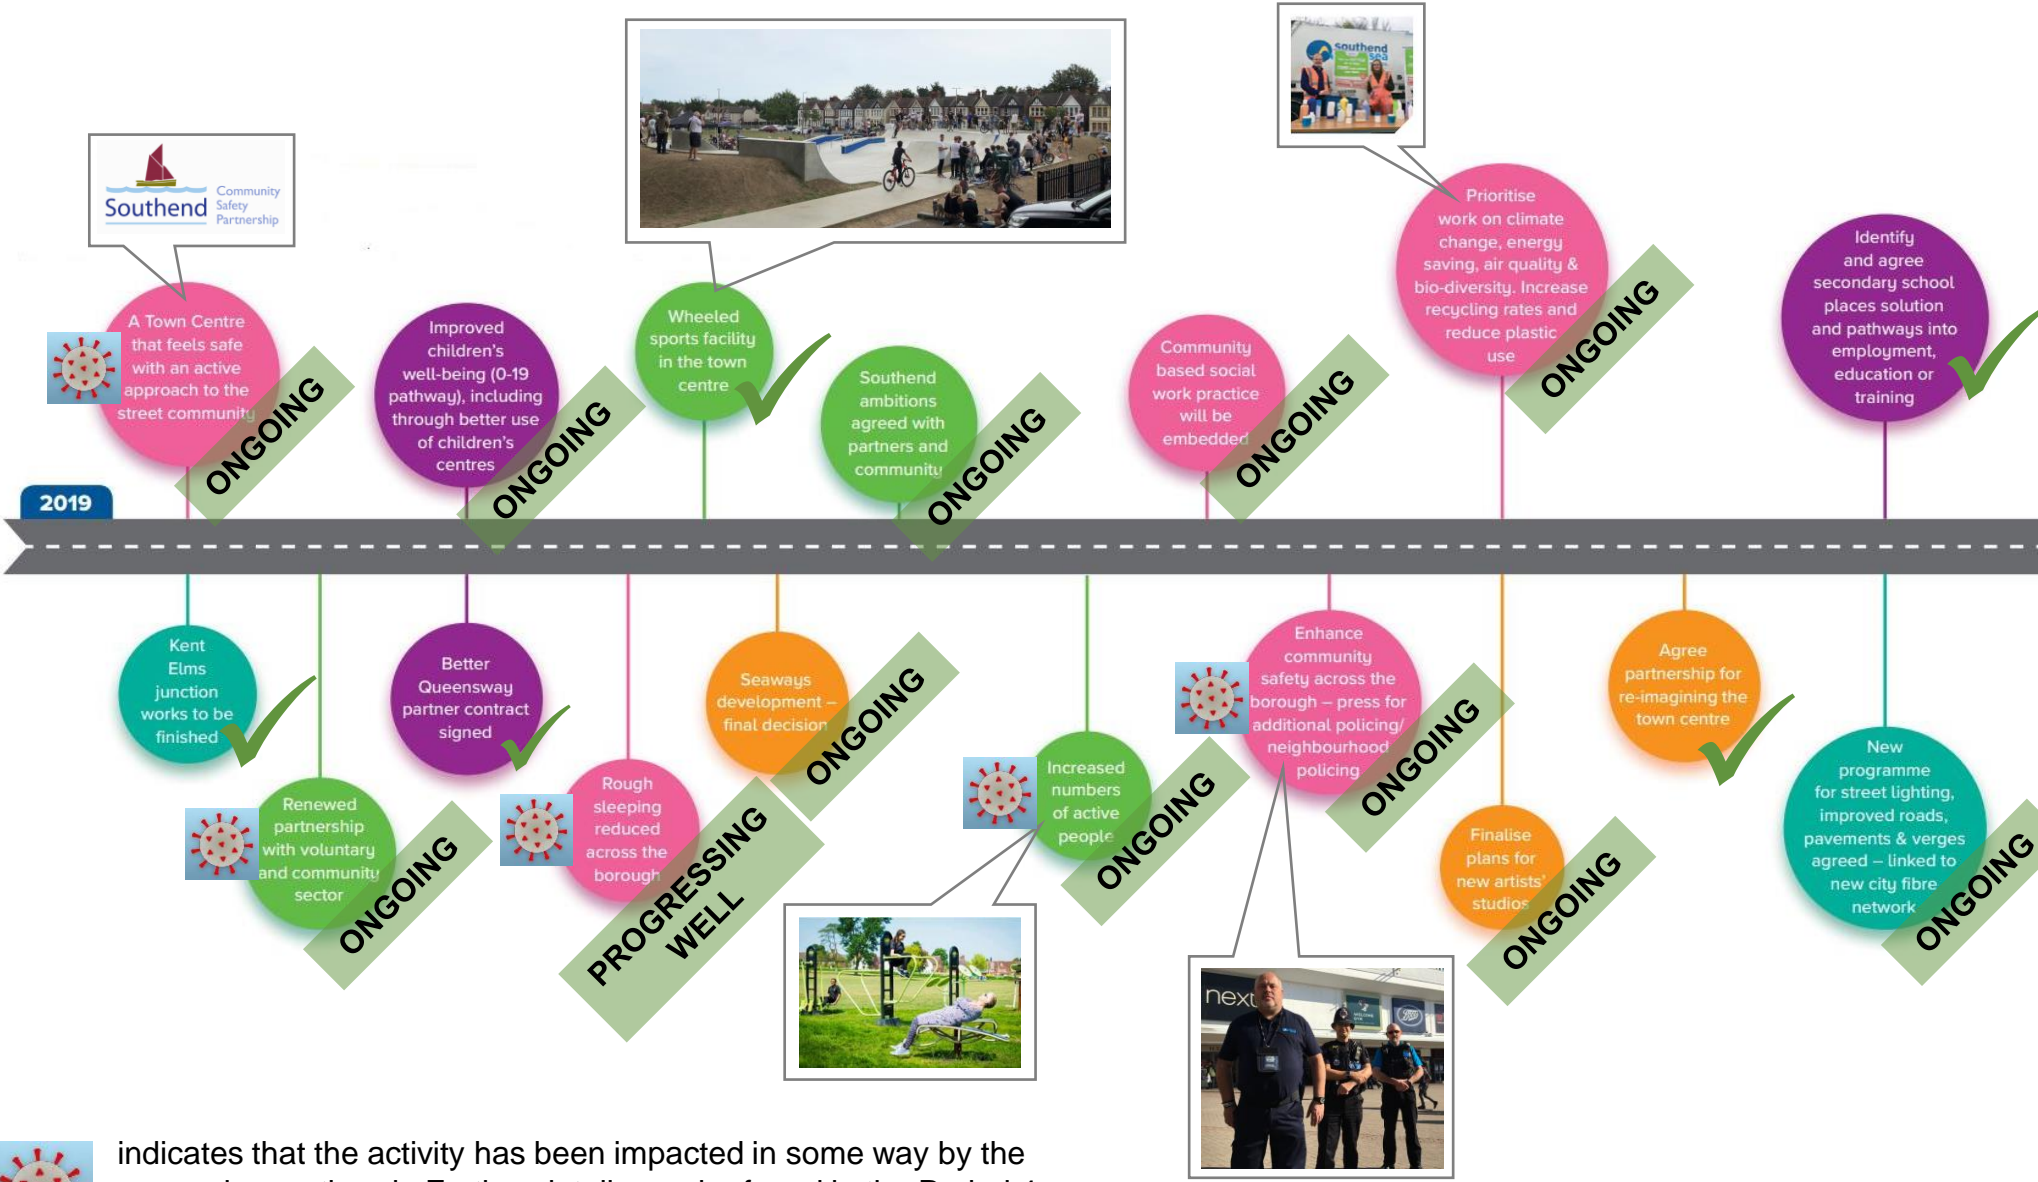 Southend
Community
Safety
Partnership
southend
sea
A Town Centre
that feels safe
with an active
approach to the
street community
ONGOING
Improved
children's
well-being (0-19
pathway), including
through better use
of children's
centres
ONGOING
Wheeled
sports facility
in the town
centre
Southend
ambitions
agreed with
partners and
community
ONGOING
Community
based social
work practice
will be
embedded
ONGOING
Prioritise
work on climate
change, energy
saving, air quality &
bio-diversity. Increase
recycling rates and
reduce plastic
use
ONGOING
Identify
and agree
secondary school
places solution
and pathways into
employment,
education or
training
2019
Kent
Elms
junction
works to be
finished
Renewed
partnership
with voluntary
and community
sector
ONGOING
Better
Queensway
partner contract
signed
Rough
sleeping
reduced
across the
borough
PROGRESSING
WELL
Seaways
development –
final decision
ONGOING
Increased
numbers
of active
people
ONGOING
Enhance
community
safety across the
borough – press for
additional policing/
neighbourhood
policing
ONGOING
next
Boots
Finalise
plans for
new artists'
studios
ONGOING
Agree
partnership for
re-imagining the
town centre
New
programme
for street lighting,
improved roads,
pavements & verges
agreed – linked to
new city fibre
network
ONGOING
indicates that the activity has been impacted in some way by the